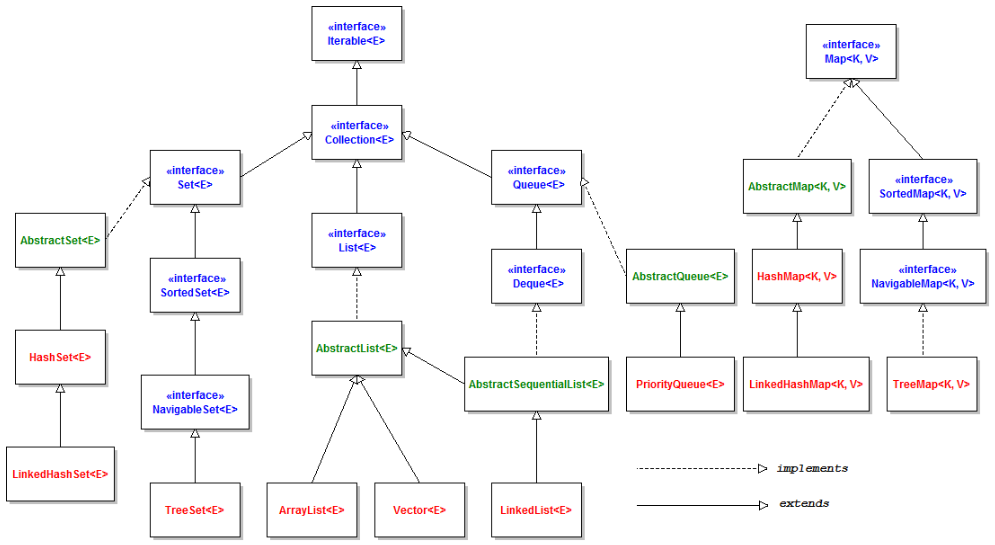 «interface»
Iterable<E>
«interface»
Map<K, V>
«interface»
Collection<E>
«interface»
Set<E>
«interface»
Queue<E>
AbstractMap<K, V>
«interface»
SortedMap<K, V>
AbstractSet<E>
«interface»
List<E>
«interface»
SortedSet<E>
«interface»
Deque<E>
AbstractQueue<E>
HashMap<K, V>
«interface»
NavigableMap<K, V>
HashSet<E>
AbstractList<E>
«interface»
NavigableSet<E>
AbstractSequentialList<E>
PriorityQueue<E>
LinkedHashMap<K, V>
TreeMap<K, V>
LinkedHashSet<E>
TreeSet<E>
ArrayList<E>
Vector<E>
LinkedList<E>
implements
extends